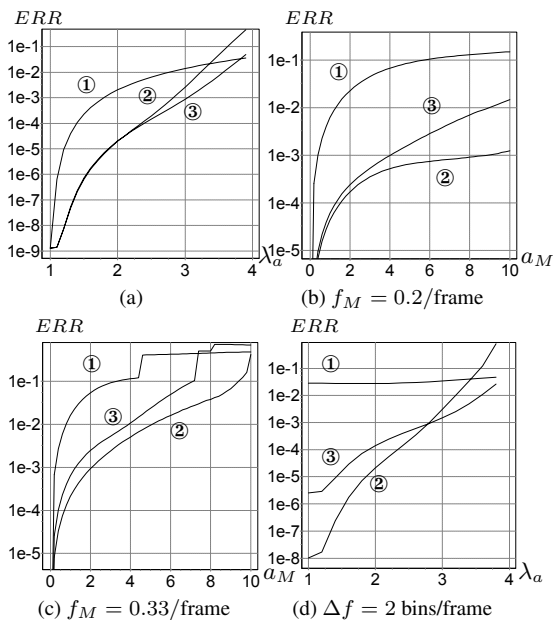 ERR
1e-1
1e-2
1e-3
1e-4
1e-5
1e-6
1e-7
1e-8
1e-9
①
②
③
1 2 3 4 λₐ
(a)
ERR
1e-1
1e-2
1e-3
1e-4
1e-5
①
③
②
0 2 4 6 8 10 a_M
(b) f_M = 0.2/frame
ERR
1e-1
1e-2
1e-3
1e-4
1e-5
①
③
②
0 2 4 6 8 10 a_M
(c) f_M = 0.33/frame
ERR
1e-1
1e-2
1e-3
1e-4
1e-5
1e-6
1e-7
1e-8
①
③
②
1 2 3 4 λₐ
(d) Δf = 2 bins/frame